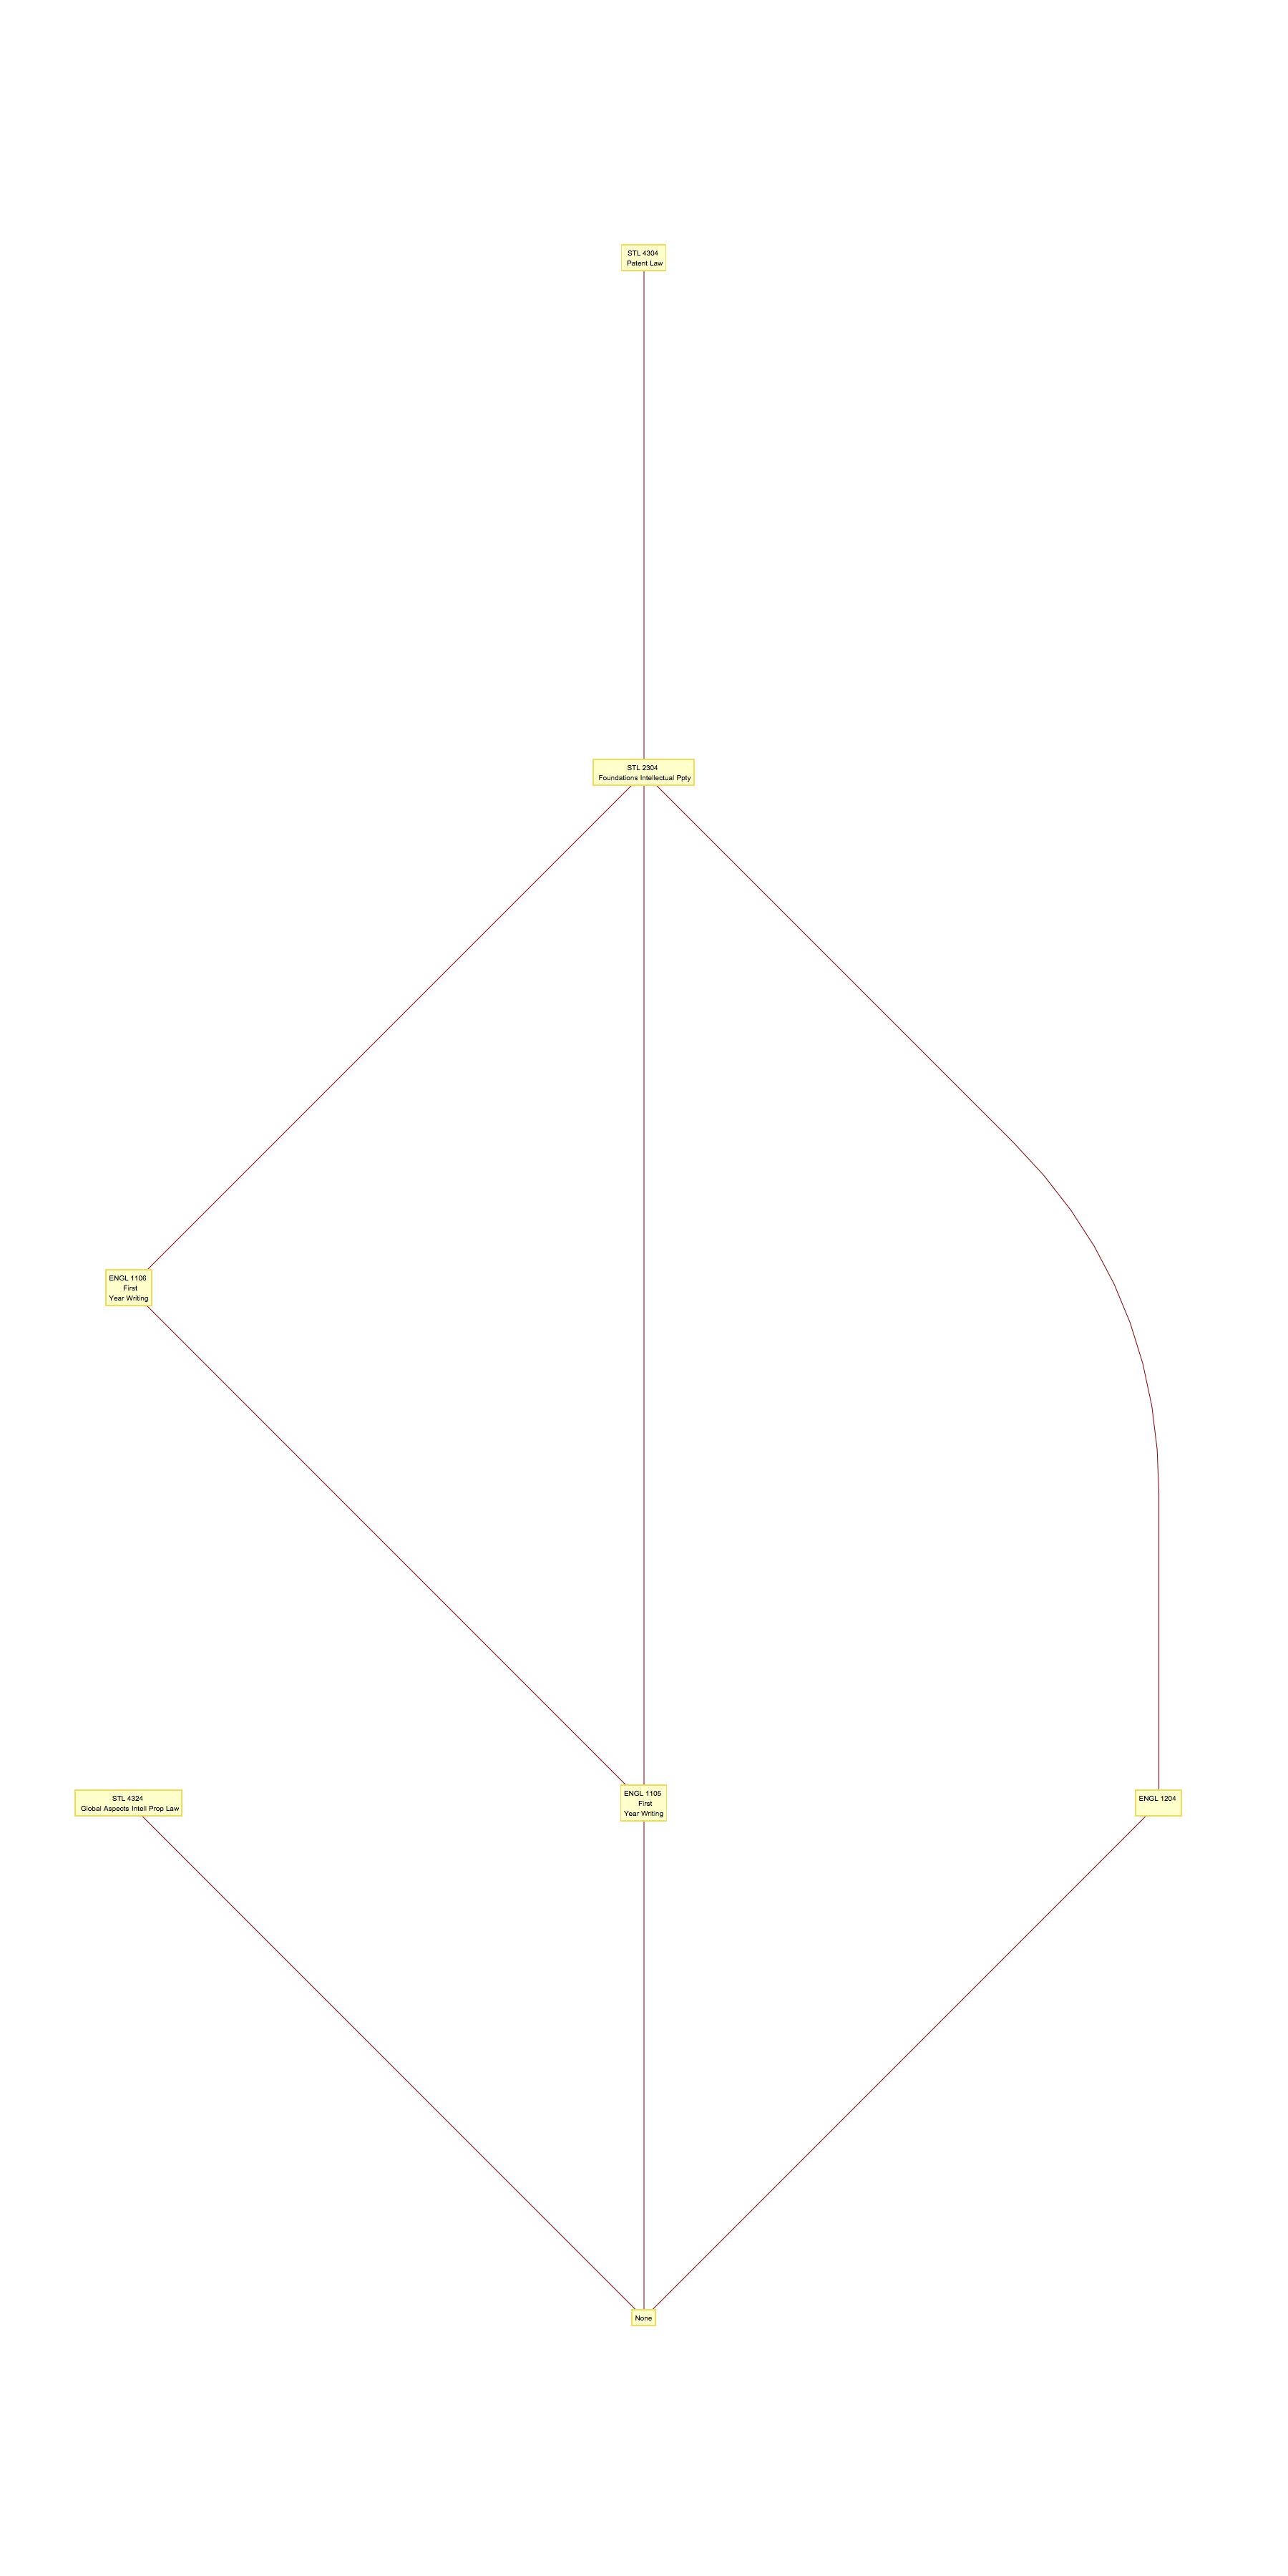 STL 4304
Patent Law
STL 2304
Foundations Intellectual Ppty
ENGL 1106
First
Year Writing
STL 4324
Global Aspects Intell Prop Law
ENGL 1105
First
Year Writing
ENGL 1204
None